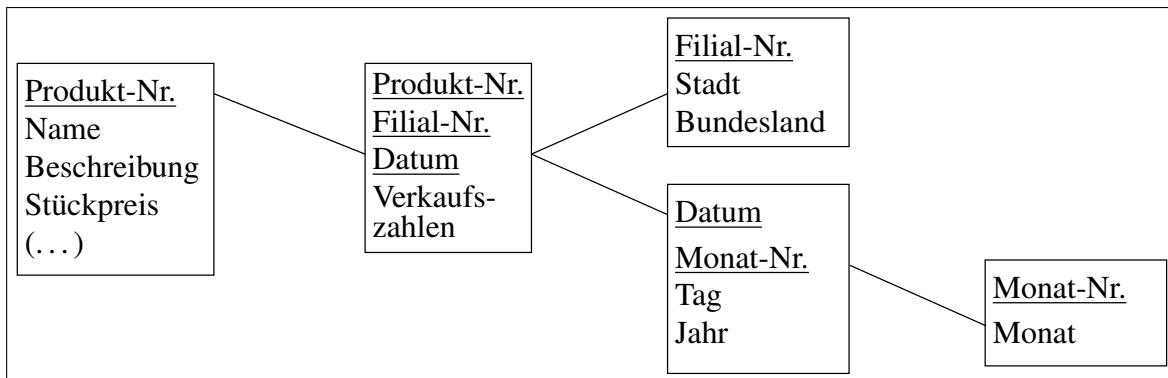 Produkt-Nr.
Name
Beschreibung
Stückpreis
(...)
Produkt-Nr.
Filial-Nr.
Datum
Verkaufs-
zahlen
Filial-Nr.
Stadt
Bundesland
Datum
Monat-Nr.
Tag
Jahr
Monat-Nr.
Monat